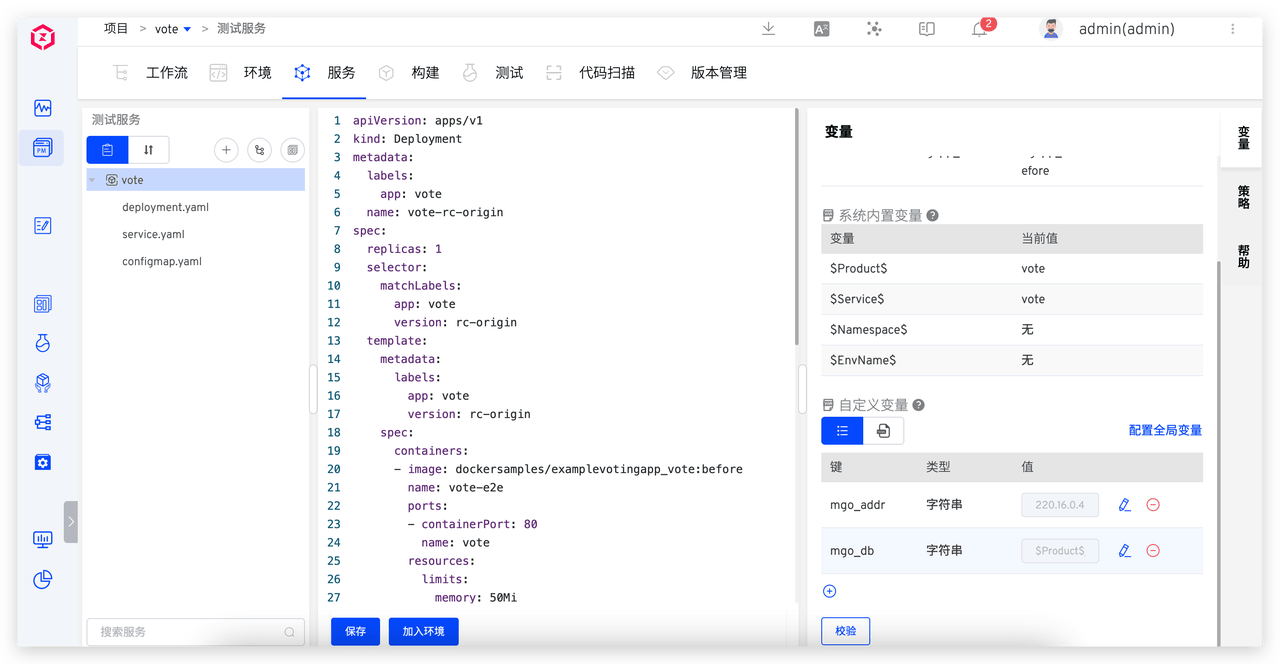 项目 > vote > 测试服务
2
admin(admin)
工作流 环境 服务 构建 测试 代码扫描 版本管理
PM
测试服务
vote
deployment.yaml
service.yaml
configmap.yaml
搜索服务
1 apiVersion: apps/v1
2 kind: Deployment
3 metadata:
4   labels:
5     app: vote
6   name: vote-rc-origin
7 spec:
8   replicas: 1
9   selector:
10     matchLabels:
11       app: vote
12       version: rc-origin
13   template:
14     metadata:
15       labels:
16         app: vote
17         version: rc-origin
18     spec:
19       containers:
20       - image: dockersamples/examplevotingapp_vote:before
21         name: vote-e2e
22         ports:
23         - containerPort: 80
24           name: vote
25         resources:
26           limits:
27             memory: 50Mi
保存 加入环境
变量
efore
系统内置变量
变量 当前值
$Product$ vote
$Service$ vote
$Namespace$ 无
$EnvName$ 无
自定义变量
配置全局变量
键 类型 值
mgo_addr 字符串 220.16.0.4
mgo_db 字符串 $Product$
校验
变量
策略
帮助